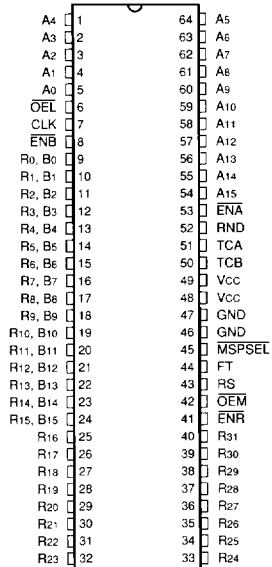 A4 1 64 A5
A3 2 63 A6
A2 3 62 A7
A1 4 61 A8
A0 5 60 A9
OEL 6 59 A10
CLK 7 58 A11
ENB 8 57 A12
R0, B0 9 56 A13
R1, B1 10 55 A14
R2, B2 11 54 A15
R3, B3 12 53 ENA
R4, B4 13 52 RND
R5, B5 14 51 TCA
R6, B6 15 50 TCB
R7, B7 16 49 VCC
R8, B8 17 48 VCC
R9, B9 18 47 GND
R10, B10 19 46 GND
R11, B11 20 45 MSPSEL
R12, B12 21 44 FT
R13, B13 22 43 RS
R14, B14 23 42 OEM
R15, B15 24 41 ENR
R16 25 40 R31
R17 26 39 R30
R18 27 38 R29
R19 28 37 R28
R20 29 36 R27
R21 30 35 R26
R22 31 34 R25
R23 32 33 R24